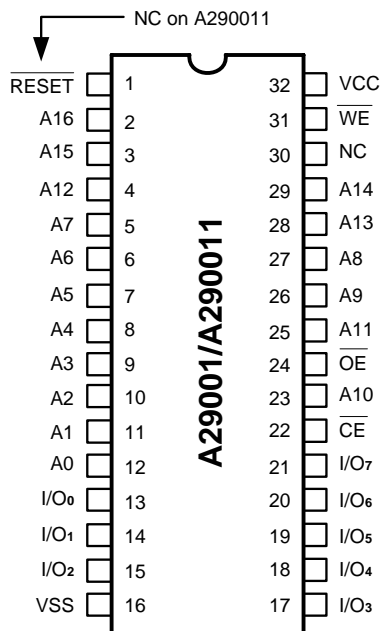 NC on A290011
RESET 1 32 VCC
A16 2 31 WE
A15 3 30 NC
A12 4 29 A14
A7 5 28 A13
A6 6 27 A8
A5 7 26 A9
A4 8 25 A11
A3 9 24 OE
A2 10 23 A10
A1 11 22 CE
A0 12 21 I/O7
I/O0 13 20 I/O6
I/O1 14 19 I/O5
I/O2 15 18 I/O4
VSS 16 17 I/O3
A29001/A290011